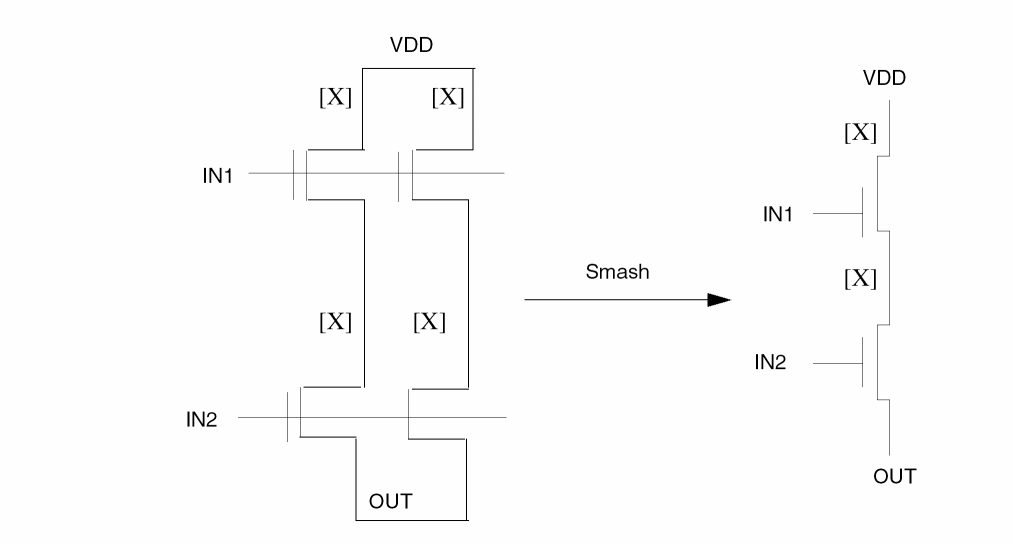 VDD
[X] [X]
IN1
[X] [X]
IN2
OUT
Smash
VDD
[X]
IN1
[X]
IN2
OUT